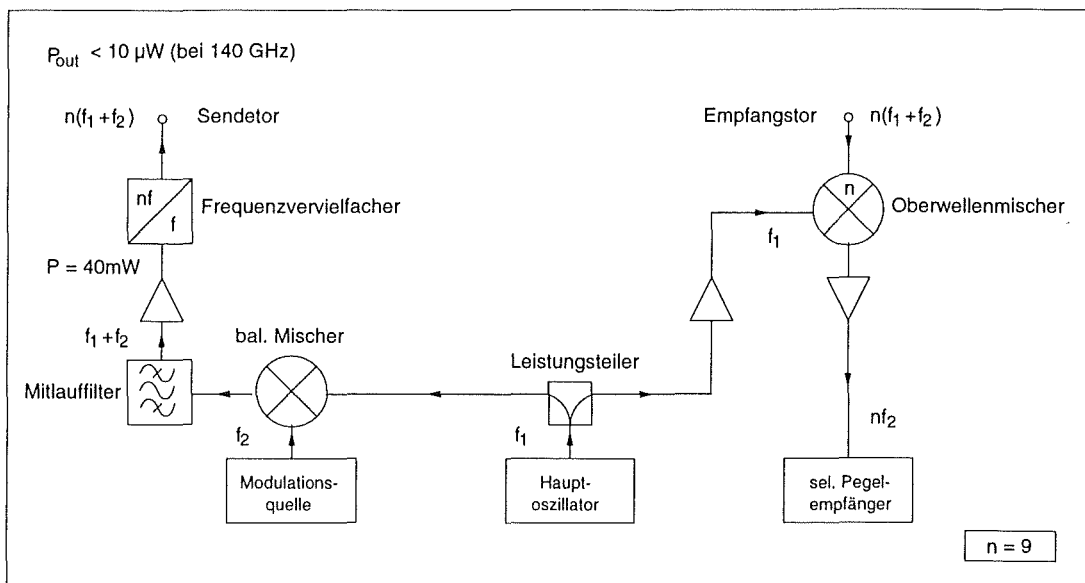 P_out < 10 µW (bei 140 GHz)
n(f₁+f₂)
Sendetor
Empfangstor
n(f₁+f₂)
nf
f
Frequenzvervielfacher
n
Oberwellenmischer
f₁
P = 40mW
f₁+f₂
bal. Mischer
Leistungsteiler
Mitlauffilter
f₂
f₁
nf₂
Modulations-
quelle
Haupt-
oszillator
sel. Pegel-
empfänger
n = 9